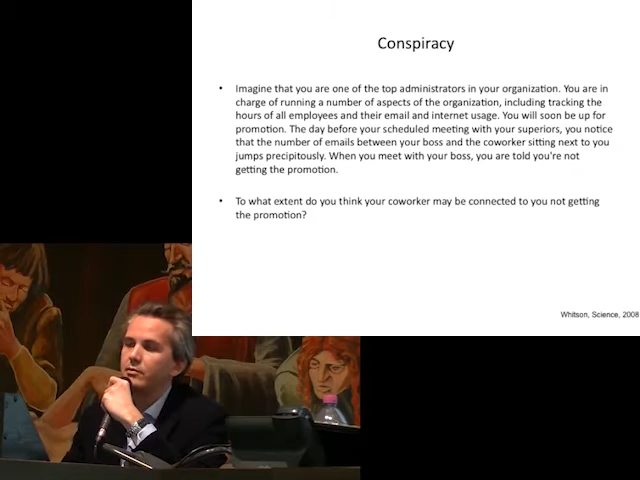 Conspiracy
• Imagine that you are one of the top administrators in your organization. You are in
charge of running a number of aspects of the organization, including tracking the
hours of all employees and their email and internet usage. You will soon be up for
promotion. The day before your scheduled meeting with your superiors, you notice
that the number of emails between your boss and the coworker sitting next to you
jumps precipitously. When you meet with your boss, you are told you're not
getting the promotion.
• To what extent do you think your coworker may be connected to you not getting
the promotion?
Whitson, Science, 2008